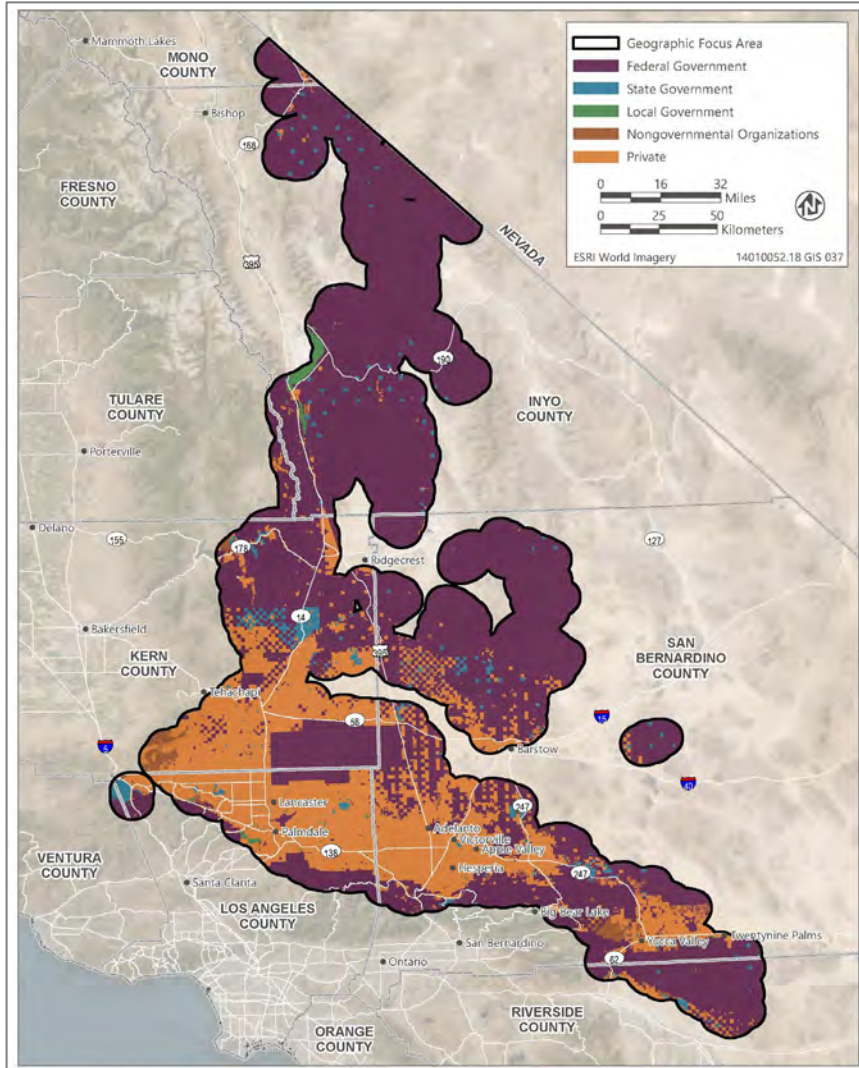 Mammoth Lakes
MONO
COUNTY
Bishop
168
FRESNO
COUNTY
395
NEVADA
Geographic Focus Area
Federal Government
State Government
Local Government
Nongovernmental Organizations
Private
0 16 32
Miles
0 25 50
Kilometers
ESRI World Imagery 14010052.18 GIS 037
190
TULARE
COUNTY
INYO
COUNTY
Porterville
Delano
155
178
Ridgecrest
127
14
Bakersfield
KERN
COUNTY
395
SAN
BERNARDINO
COUNTY
Tehachapi
58
15
5
Barstow
40
Lancaster
247
Palmdale
Adelanto
Victorville
Apple Valley
138
Hesperia
247
VENTURA
COUNTY
Santa Clarita
LOS ANGELES
COUNTY
Big Bear Lake
San Bernardino
Yucca Valley
Twentynine Palms
62
Ontario
ORANGE
COUNTY
RIVERSIDE
COUNTY